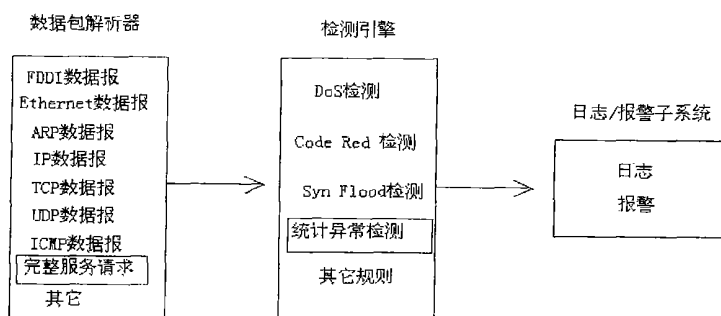 数据包解析器
FDDI数据报
Ethernet数据报
ARP数据报
IP数据报
TCP数据报
UDP数据报
ICMP数据报
完整服务请求
其它
检测引擎
DoS检测
Code Red 检测
Syn Flood检测
统计异常检测
其它规则
日志/报警子系统
日志
报警